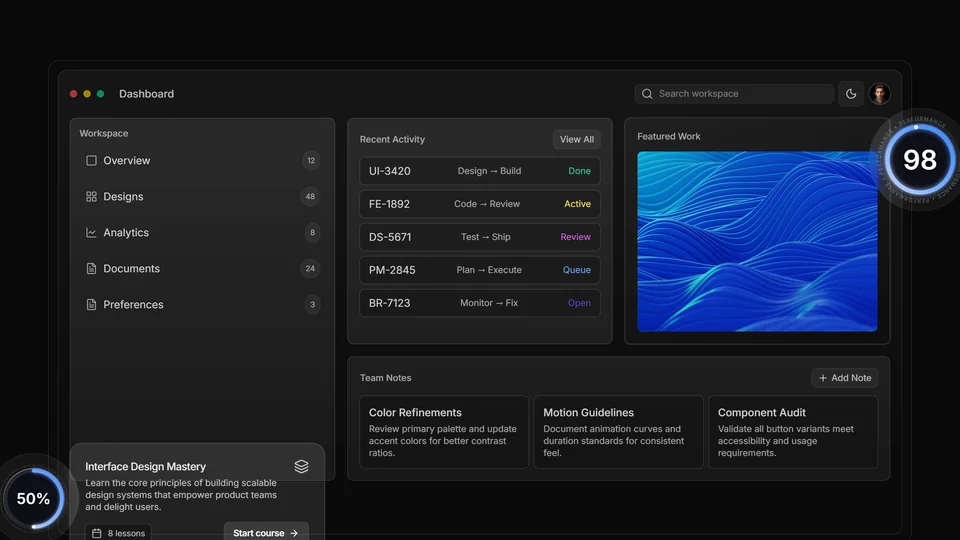 Dashboard
Search workspace
Workspace
Overview 12
Designs 48
Analytics 8
Documents 24
Preferences 3
Interface Design Mastery
Learn the core principles of building scalable
design systems that empower product teams
and delight users.
8 lessons
Start course →
50%
Recent Activity
View All
UI-3420 Design → Build Done
FE-1892 Code → Review Active
DS-5671 Test → Ship Review
PM-2845 Plan → Execute Queue
BR-7123 Monitor → Fix Open
Featured Work
98
PERFORMANCE • PERFORMANCE • PERFORMANCE •
Team Notes
+ Add Note
Color Refinements
Review primary palette and update
accent colors for better contrast
ratios.
Motion Guidelines
Document animation curves and
duration standards for consistent
feel.
Component Audit
Validate all button variants meet
accessibility and usage
requirements.